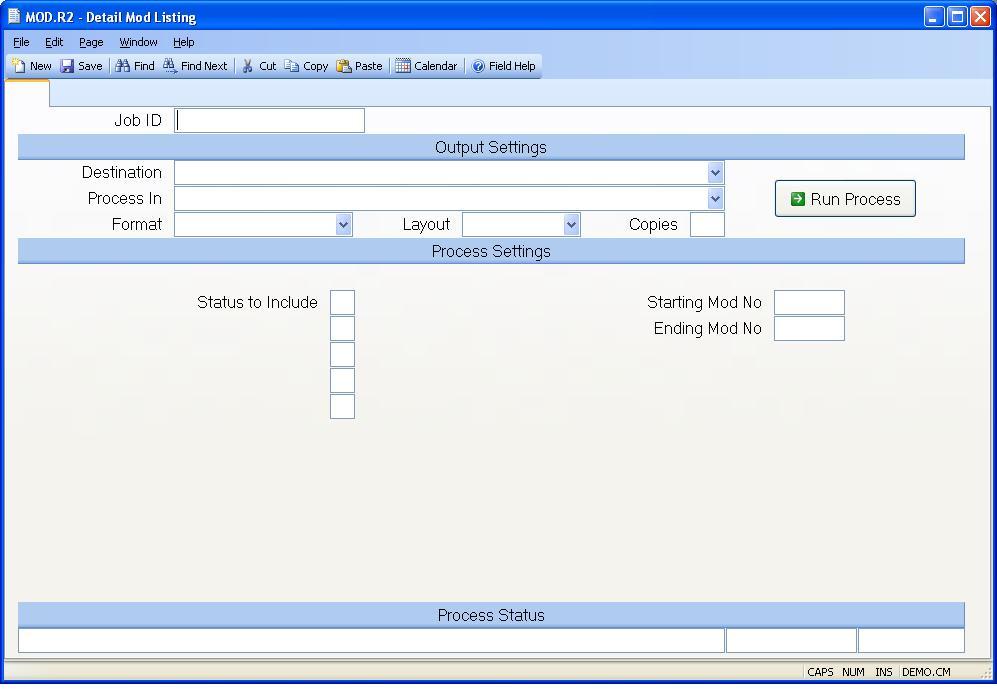 MOD.R2 - Detail Mod Listing
File Edit Page Window Help
New Save Find Find Next Cut Copy Paste Calendar Field Help
Job ID
Output Settings
Destination
Process In
Run Process
Format Layout Copies
Process Settings
Status to Include Starting Mod No
Ending Mod No
Process Status
CAPS NUM INS DEMO.CM